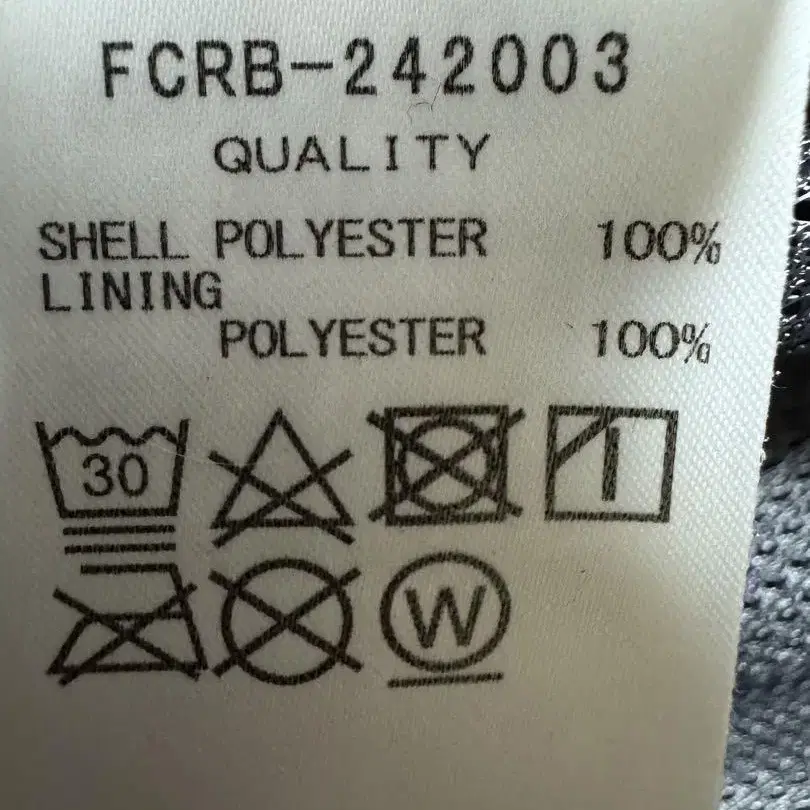 FCRB-242003
QUALITY
SHELL POLYESTER 100%
LINING
POLYESTER 100%
30
W